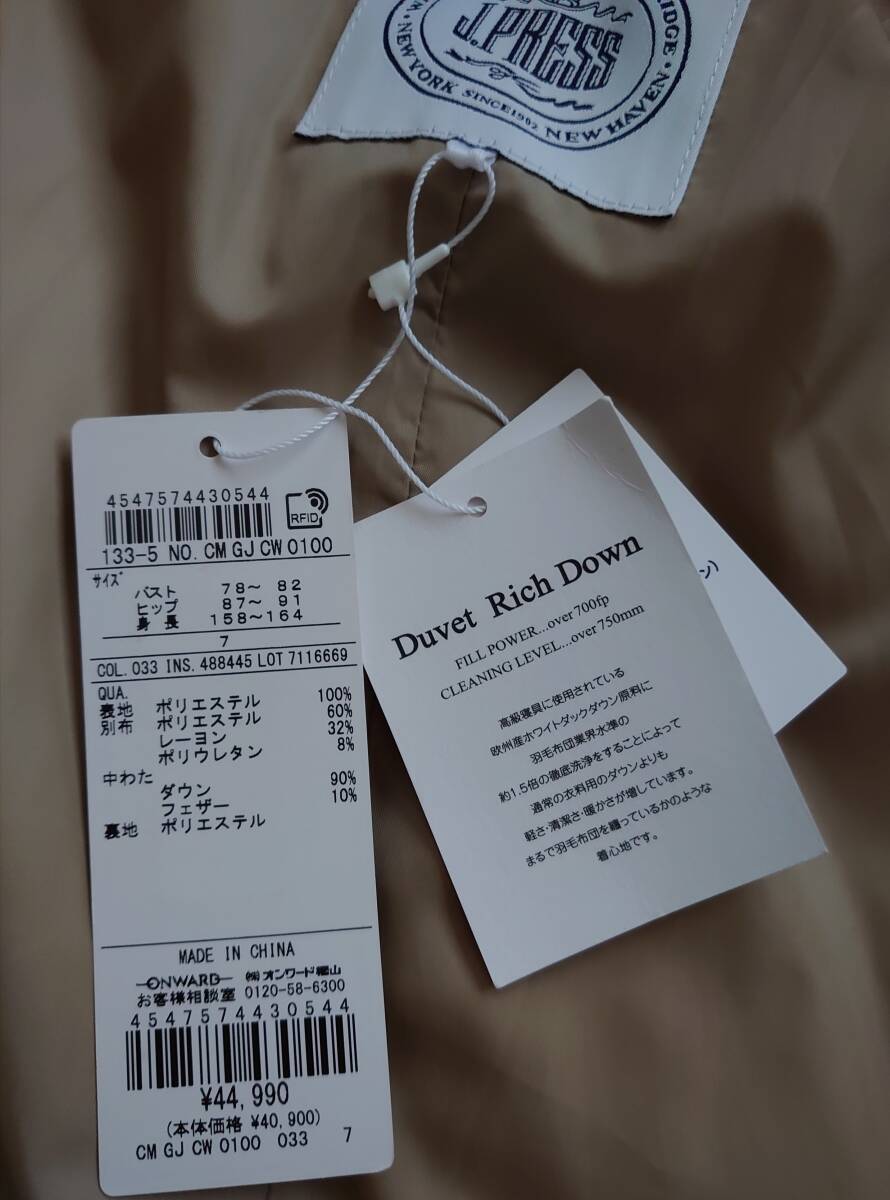 J.PRESS
NEW YORK SINCE 1902 NEW HAVEN
4547574430544
RFID
133-5 NO. CM GJ CW 0100
サイズ
バスト 78～ 82
ヒップ 87～ 91
身長 158～164
7
COL. 033 INS. 488445 LOT 7116669
QUA.
表地 ポリエステル 100%
別布 ポリエステル 60%
レーヨン 32%
ポリウレタン 8%
中わた
ダウン 90%
フェザー 10%
裏地 ポリエステル
MADE IN CHINA
ONWARD ㈱オンワード樫山
お客様相談室 0120-58-6300
4547574430544
¥44,990
(本体価格 ¥40,900)
CM GJ CW 0100 033 7
Duvet Rich Down
FILL POWER...over 700fp
CLEANING LEVEL...over 750mm
高級寝具に使用されている
欧州産ホワイトダックダウン原料に
羽毛布団業界水準の
約1.5倍の徹底洗浄をすることによって
通常の衣料用のダウンよりも
軽さ・清潔さ・暖かさが増しています。
まるで羽毛布団を纏っているかのような
着心地です。
ン)